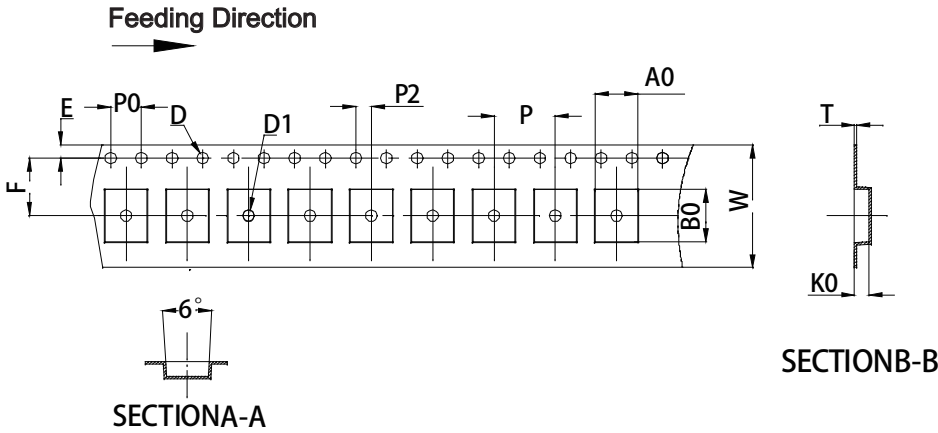 Feeding Direction
E
P0
D
D1
P2
P
A0
T
F
B0
W
K0
6°
SECTIONB-B
SECTIONA-A